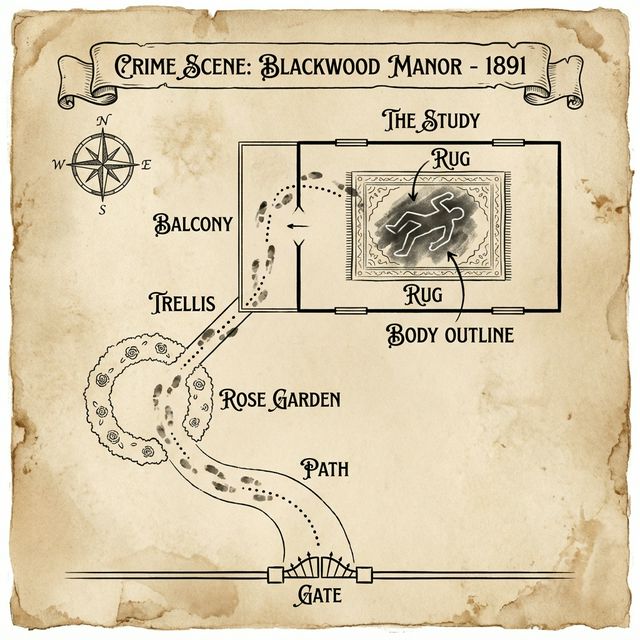 Crime Scene: Blackwood Manor - 1891
N
W E
S
The Study
Rug
Balcony
Trellis
Rug
Body outline
Rose Garden
Path
Gate